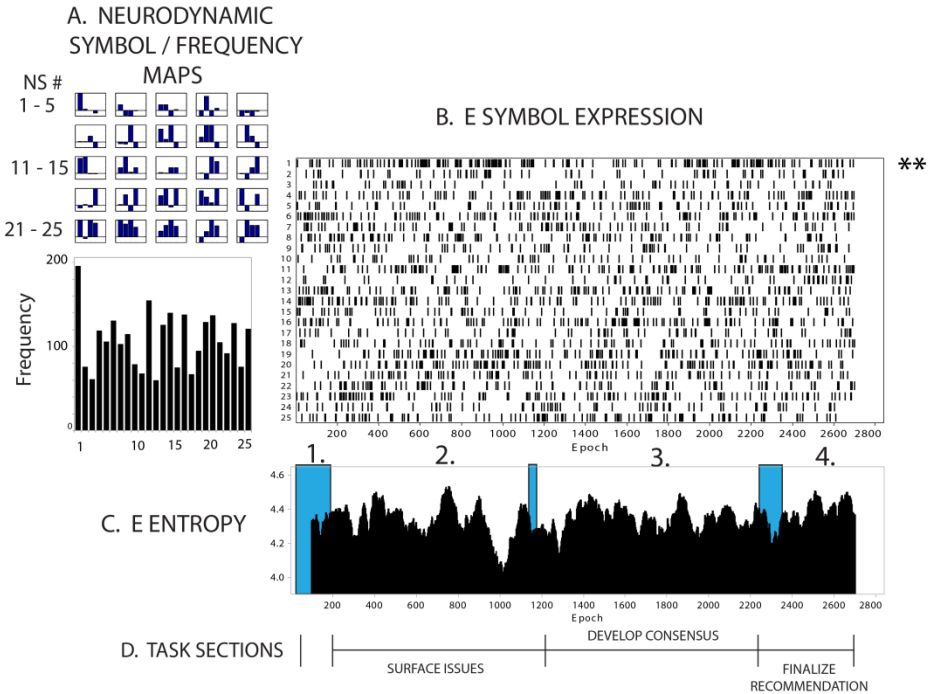 A. NEURODYNAMIC
SYMBOL / FREQUENCY
MAPS
NS #
1 - 5
11 - 15
21 - 25
200
100
0
Frequency
1 10 15 20 25
B. E SYMBOL EXPRESSION
**
1
2
3
4
5
6
7
8
9
10
11
12
13
14
15
16
17
18
19
20
21
22
23
24
25
200 400 600 800 1000 1200 1400 1600 1800 2000 2200 2400 2600 2800
Epoch
1. 2. 3. 4.
C. E ENTROPY
4.6
4.4
4.2
4.0
200 400 600 800 1000 1200 1400 1600 1800 2000 2200 2400 2600 2800
Epoch
D. TASK SECTIONS
SURFACE ISSUES
DEVELOP CONSENSUS
FINALIZE
RECOMMENDATION